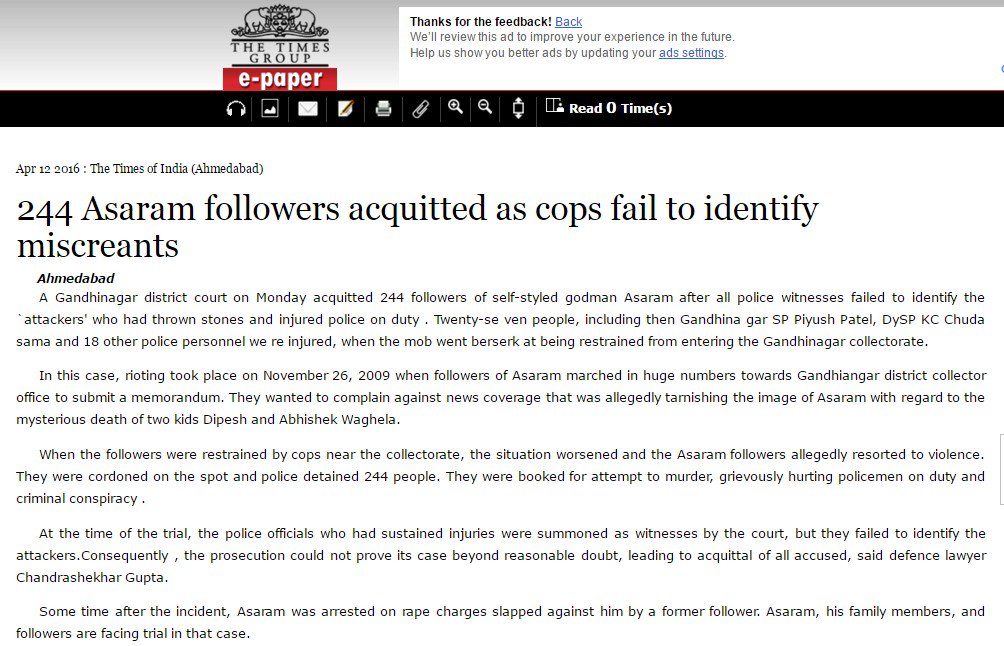 THE TIMES
GROUP
e-paper
Thanks for the feedback! Back
We'll review this ad to improve your experience in the future.
Help us show you better ads by updating your ads settings.
Read 0 Time(s)
Apr 12 2016 : The Times of India (Ahmedabad)
244 Asaram followers acquitted as cops fail to identify
miscreants
Ahmedabad
A Gandhinagar district court on Monday acquitted 244 followers of self-styled godman Asaram after all police witnesses failed to identify the
`attackers' who had thrown stones and injured police on duty . Twenty-se ven people, including then Gandhina gar SP Piyush Patel, DySP KC Chuda
sama and 18 other police personnel we re injured, when the mob went berserk at being restrained from entering the Gandhinagar collectorate.
In this case, rioting took place on November 26, 2009 when followers of Asaram marched in huge numbers towards Gandhiangar district collector
office to submit a memorandum. They wanted to complain against news coverage that was allegedly tarnishing the image of Asaram with regard to the
mysterious death of two kids Dipesh and Abhishek Waghela.
When the followers were restrained by cops near the collectorate, the situation worsened and the Asaram followers allegedly resorted to violence.
They were cordoned on the spot and police detained 244 people. They were booked for attempt to murder, grievously hurting policemen on duty and
criminal conspiracy .
At the time of the trial, the police officials who had sustained injuries were summoned as witnesses by the court, but they failed to identify the
attackers.Consequently , the prosecution could not prove its case beyond reasonable doubt, leading to acquittal of all accused, said defence lawyer
Chandrashekhar Gupta.
Some time after the incident, Asaram was arrested on rape charges slapped against him by a former follower. Asaram, his family members, and
followers are facing trial in that case.